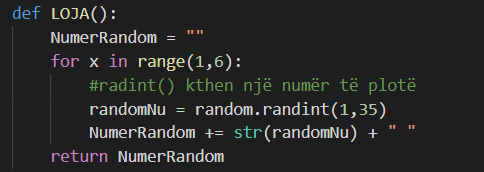 def LOJA():
    NumerRandom = ""
    for x in range(1,6):
        #radint() kthen një numër të plotë
        randomNu = random.randint(1,35)
        NumerRandom += str(randomNu) + " "
    return NumerRandom